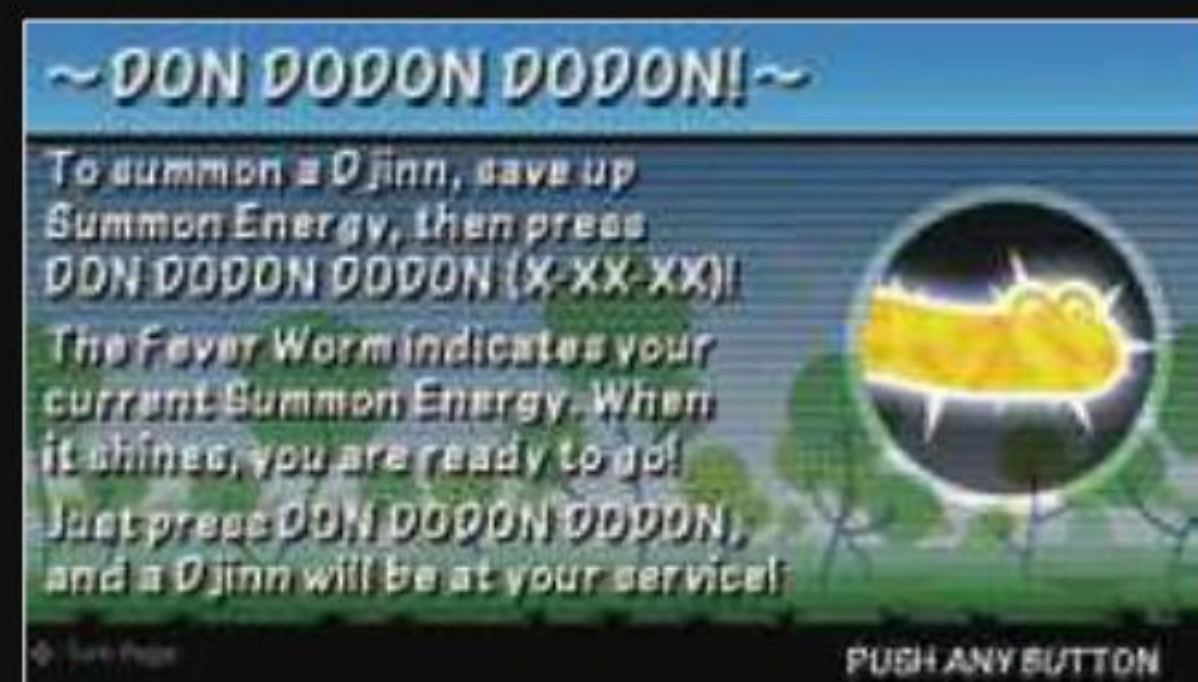 ~DON DODON DODON!~
To summon a Djinn, save up
Summon Energy, then press
DON DODON DODON (X-XX-XX)!
The Fever Worm indicates your
current Summon Energy. When
it shines, you are ready to go!
Just press DON DODON DODON,
and a Djinn will be at your service!
Turn Page
PUSH ANY BUTTON